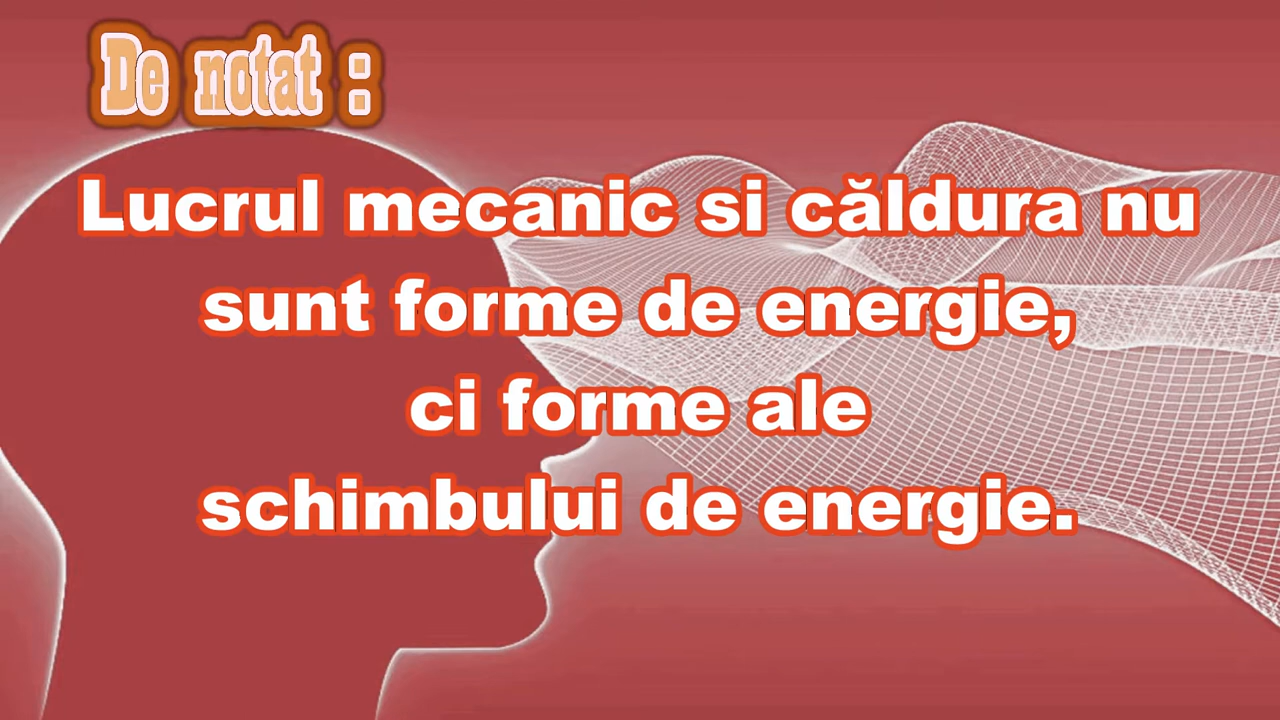 De notat :
Lucrul mecanic si căldura nu
sunt forme de energie,
ci forme ale
schimbului de energie.